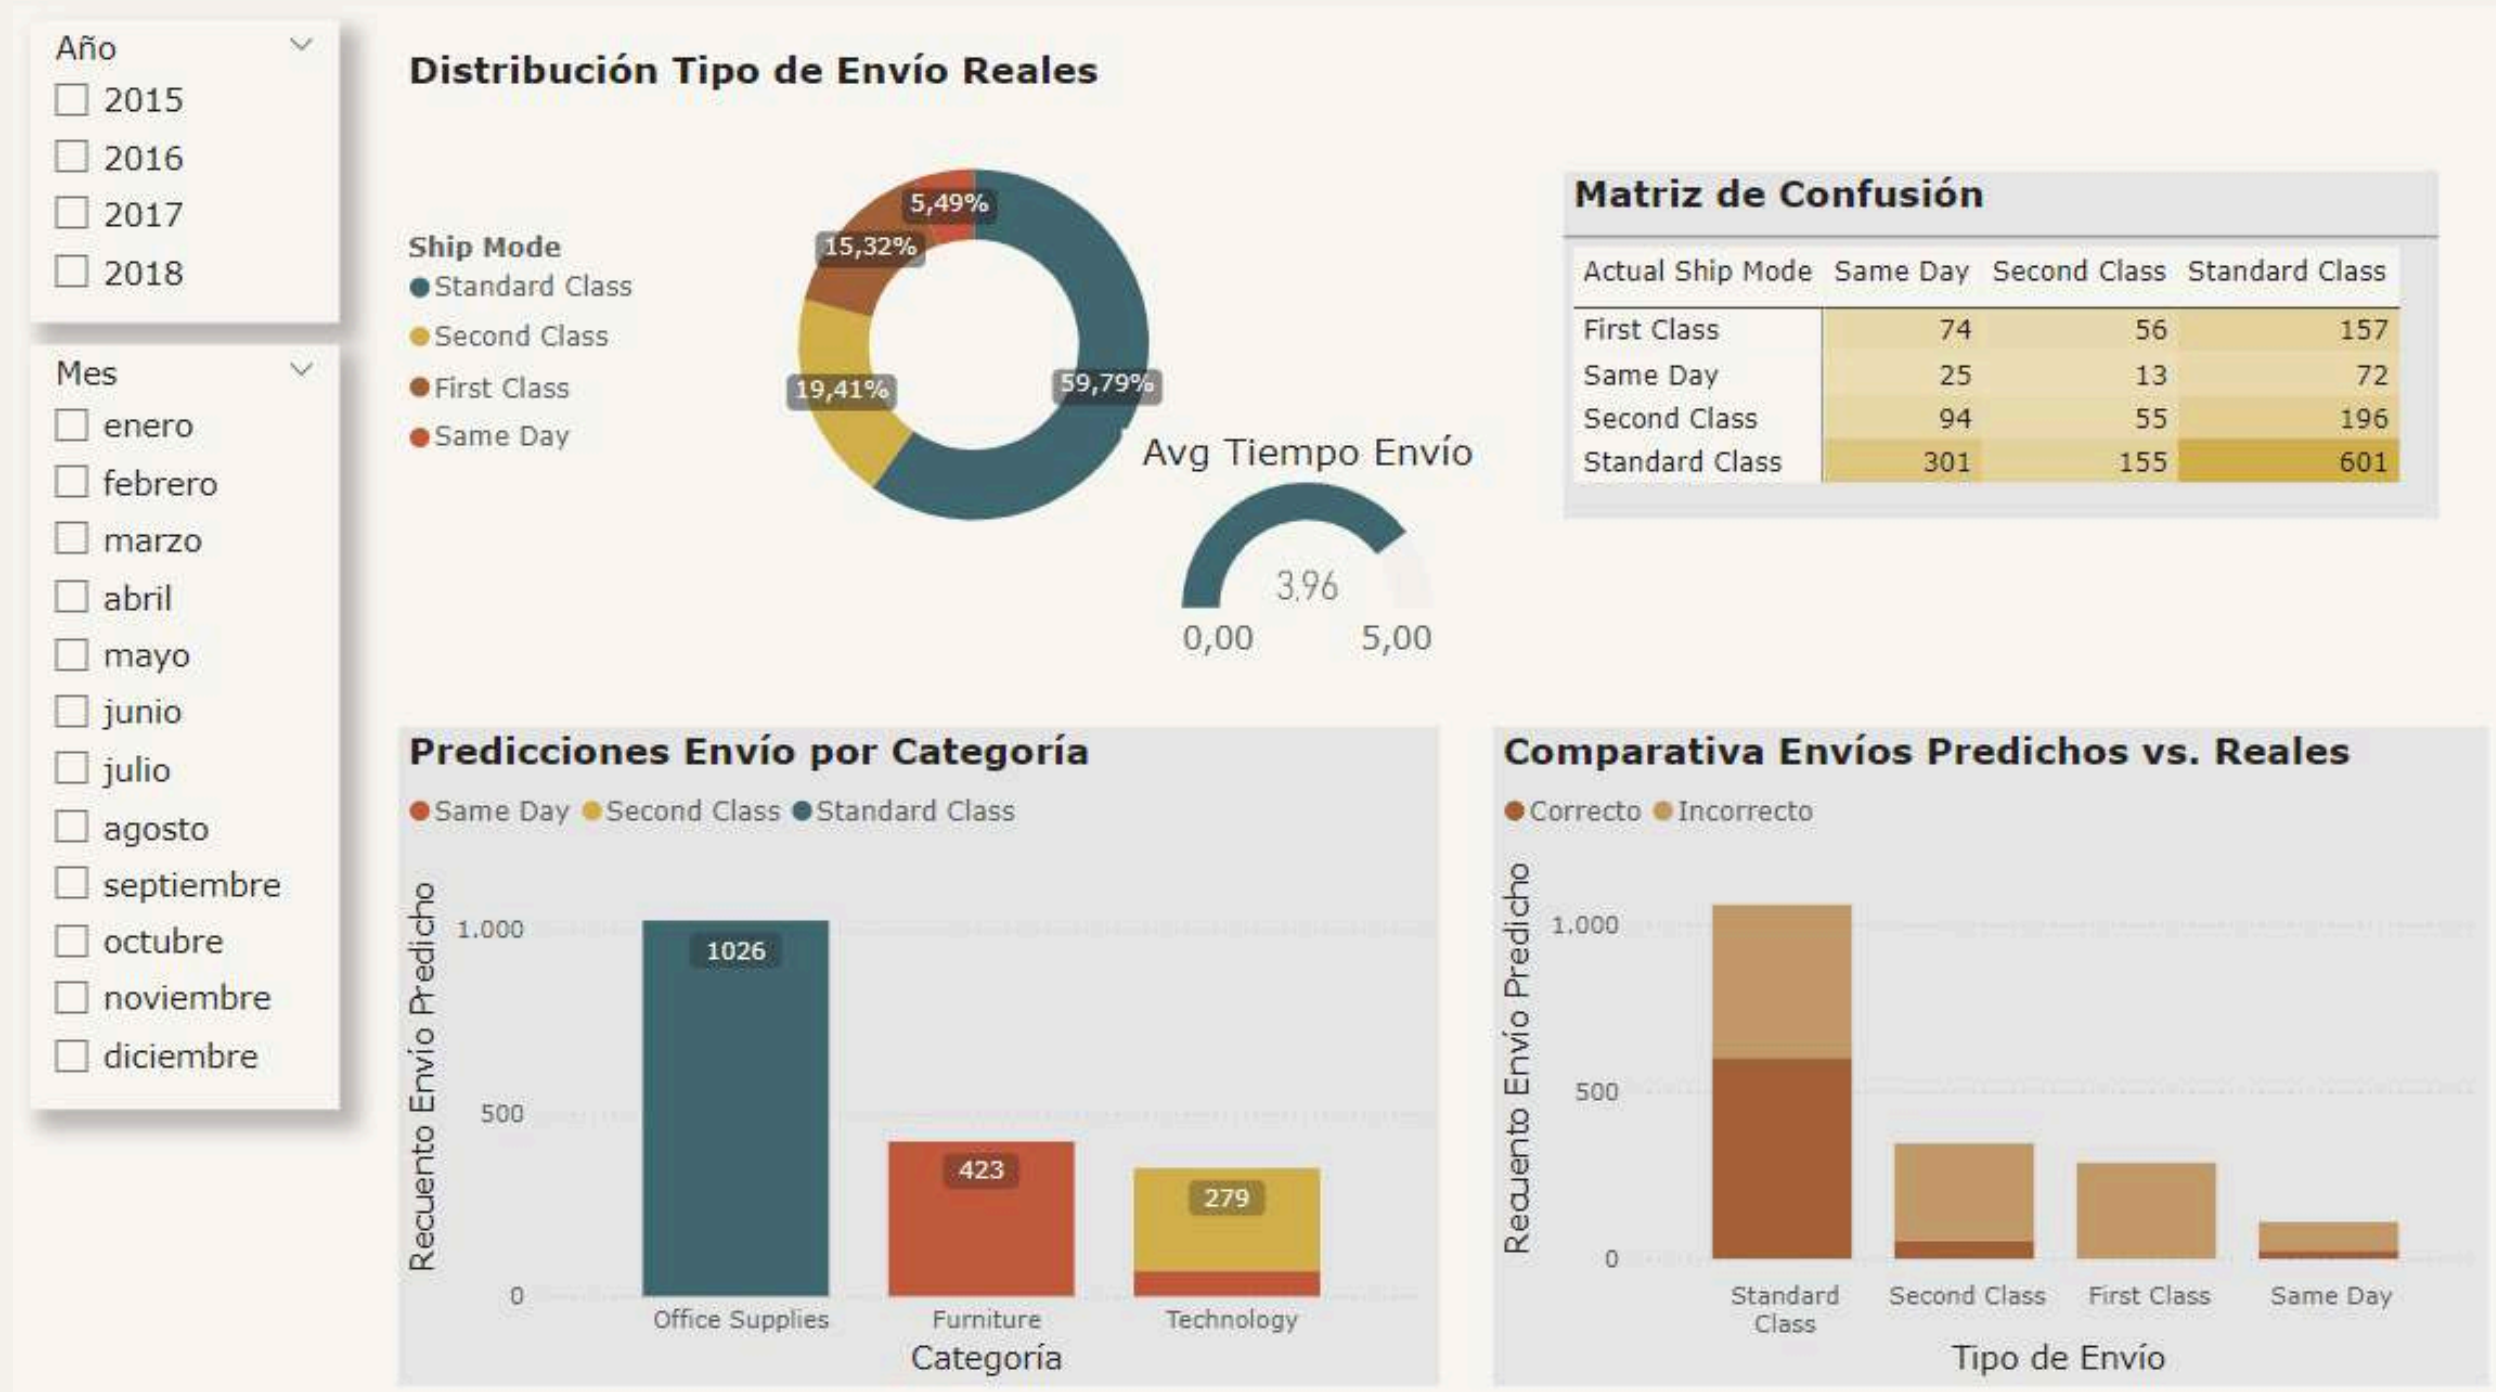 Año
2015
2016
2017
2018
Mes
enero
febrero
marzo
abril
mayo
junio
julio
agosto
septiembre
octubre
noviembre
diciembre
Distribución Tipo de Envío Reales
Ship Mode
Standard Class
Second Class
First Class
Same Day
5,49%
15,32%
19,41%
59,79%
Avg Tiempo Envío
3,96
0,00 5,00
Matriz de Confusión
Actual Ship Mode Same Day Second Class Standard Class
First Class 74 56 157
Same Day 25 13 72
Second Class 94 55 196
Standard Class 301 155 601
Predicciones Envío por Categoría
Same Day Second Class Standard Class
Recuento Envío Predicho
1.000
500
0
1026
423
279
Office Supplies Furniture Technology
Categoría
Comparativa Envíos Predichos vs. Reales
Correcto Incorrecto
Recuento Envío Predicho
1.000
500
0
Standard Class Second Class First Class Same Day
Tipo de Envío